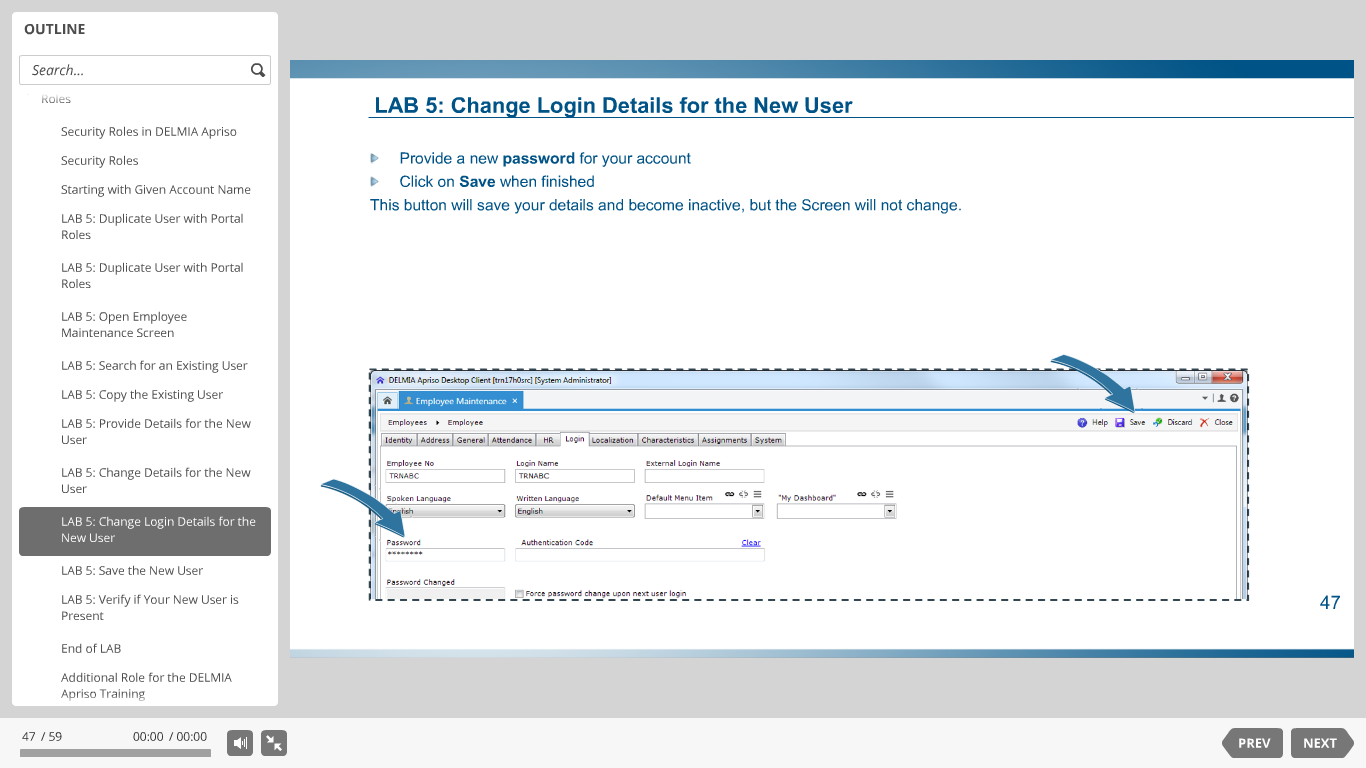 OUTLINE
Search...
Roles
Security Roles in DELMIA Apriso
Security Roles
Starting with Given Account Name
LAB 5: Duplicate User with Portal
Roles
LAB 5: Duplicate User with Portal
Roles
LAB 5: Open Employee
Maintenance Screen
LAB 5: Search for an Existing User
LAB 5: Copy the Existing User
LAB 5: Provide Details for the New
User
LAB 5: Change Details for the New
User
LAB 5: Change Login Details for the
New User
LAB 5: Save the New User
LAB 5: Verify if Your New User is
Present
End of LAB
Additional Role for the DELMIA
Apriso Training
LAB 5: Change Login Details for the New User
Provide a new password for your account
Click on Save when finished
This button will save your details and become inactive, but the Screen will not change.
DELMIA Apriso Desktop Client [trn17h0src] [System Administrator]
Employee Maintenance
Employees Employee
Help Save Discard Close
Identity Address General Attendance HR Login Localization Characteristics Assignments System
Employee No Login Name External Login Name
TRNABC TRNABC
Spoken Language Written Language Default Menu Item "My Dashboard"
English English
Password Authentication Code Clear
********
Password Changed
Force password change upon next user login
47
47 / 59 00:00 / 00:00
PREV NEXT